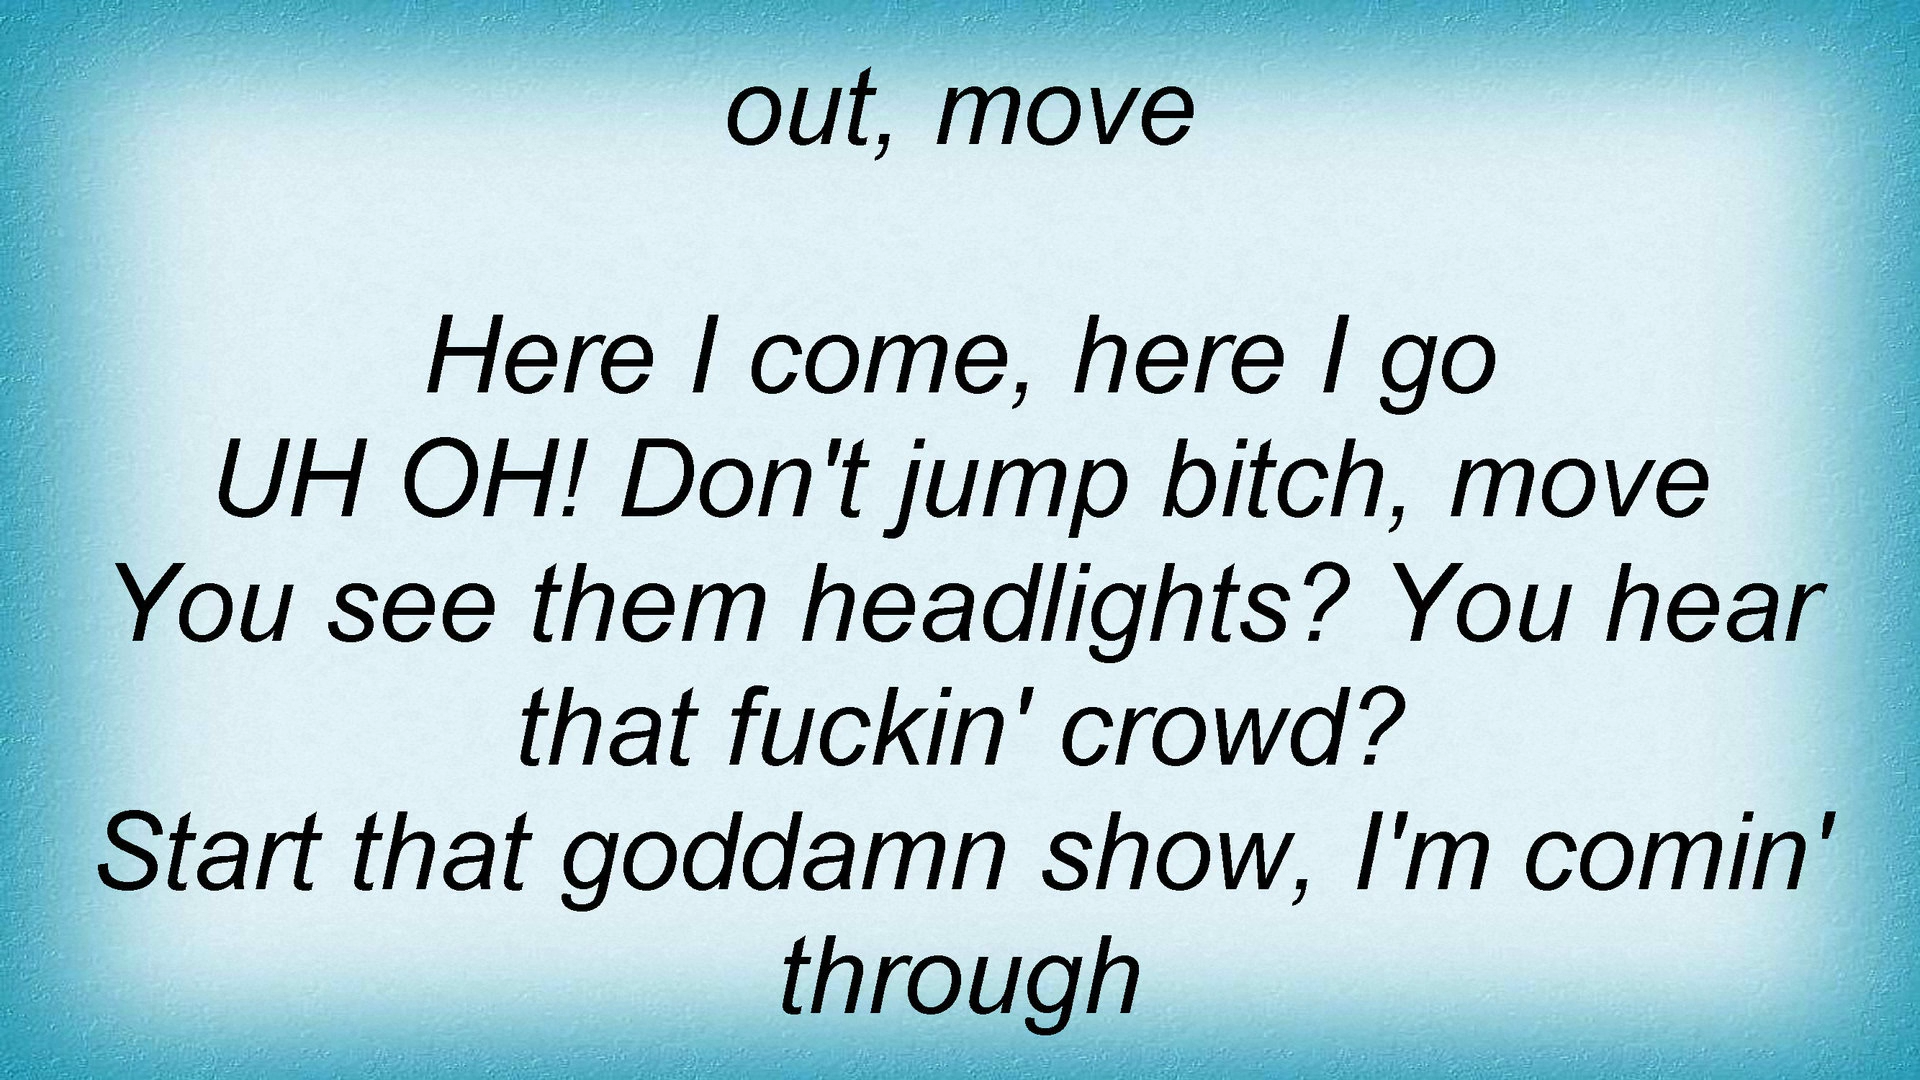 out, move
Here I come, here I go
UH OH! Don't jump bitch, move
You see them headlights? You hear
that fuckin' crowd?
Start that goddamn show, I'm comin'
through